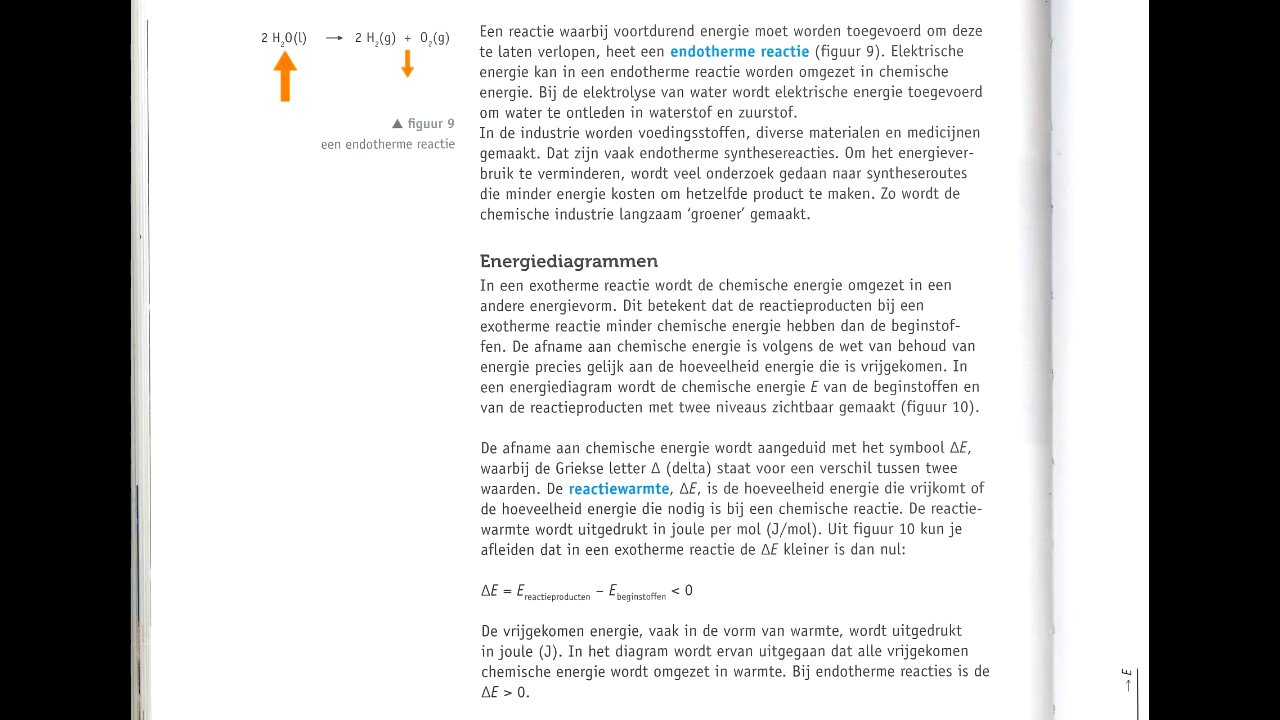 2 H₂O(l) → 2 H₂(g) + O₂(g)
▲ figuur 9
een endotherme reactie
Een reactie waarbij voortdurend energie moet worden toegevoerd om deze
te laten verlopen, heet een endotherme reactie (figuur 9). Elektrische
energie kan in een endotherme reactie worden omgezet in chemische
energie. Bij de elektrolyse van water wordt elektrische energie toegevoerd
om water te ontleden in waterstof en zuurstof.
In de industrie worden voedingsstoffen, diverse materialen en medicijnen
gemaakt. Dat zijn vaak endotherme synthesereacties. Om het energiever-
bruik te verminderen, wordt veel onderzoek gedaan naar syntheseroutes
die minder energie kosten om hetzelfde product te maken. Zo wordt de
chemische industrie langzaam ‘groener’ gemaakt.
Energiediagrammen
In een exotherme reactie wordt de chemische energie omgezet in een
andere energievorm. Dit betekent dat de reactieproducten bij een
exotherme reactie minder chemische energie hebben dan de beginstof-
fen. De afname aan chemische energie is volgens de wet van behoud van
energie precies gelijk aan de hoeveelheid energie die is vrijgekomen. In
een energiediagram wordt de chemische energie E van de beginstoffen en
van de reactieproducten met twee niveaus zichtbaar gemaakt (figuur 10).
De afname aan chemische energie wordt aangeduid met het symbool ΔE,
waarbij de Griekse letter Δ (delta) staat voor een verschil tussen twee
waarden. De reactiewarmte, ΔE, is de hoeveelheid energie die vrijkomt of
de hoeveelheid energie die nodig is bij een chemische reactie. De reactie-
warmte wordt uitgedrukt in joule per mol (J/mol). Uit figuur 10 kun je
afleiden dat in een exotherme reactie de ΔE kleiner is dan nul:
ΔE = E reactieproducten − E beginstoffen < 0
De vrijgekomen energie, vaak in de vorm van warmte, wordt uitgedrukt
in joule (J). In het diagram wordt ervan uitgegaan dat alle vrijgekomen
chemische energie wordt omgezet in warmte. Bij endotherme reacties is de
ΔE > 0.
→ E